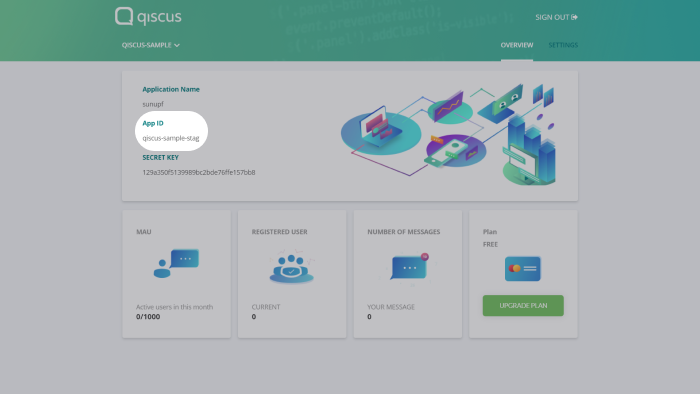 qiscus
SIGN OUT
QISCUS-SAMPLE
OVERVIEW
SETTINGS
Application Name
sunupf
App ID
qiscus-sample-stag
SECRET KEY
MAU
REGISTERED USER
NUMBER OF MESSAGES
Plan
FREE
Active users in this month
0/1000
CURRENT
0
YOUR MESSAGE
0
UPGRADE PLAN